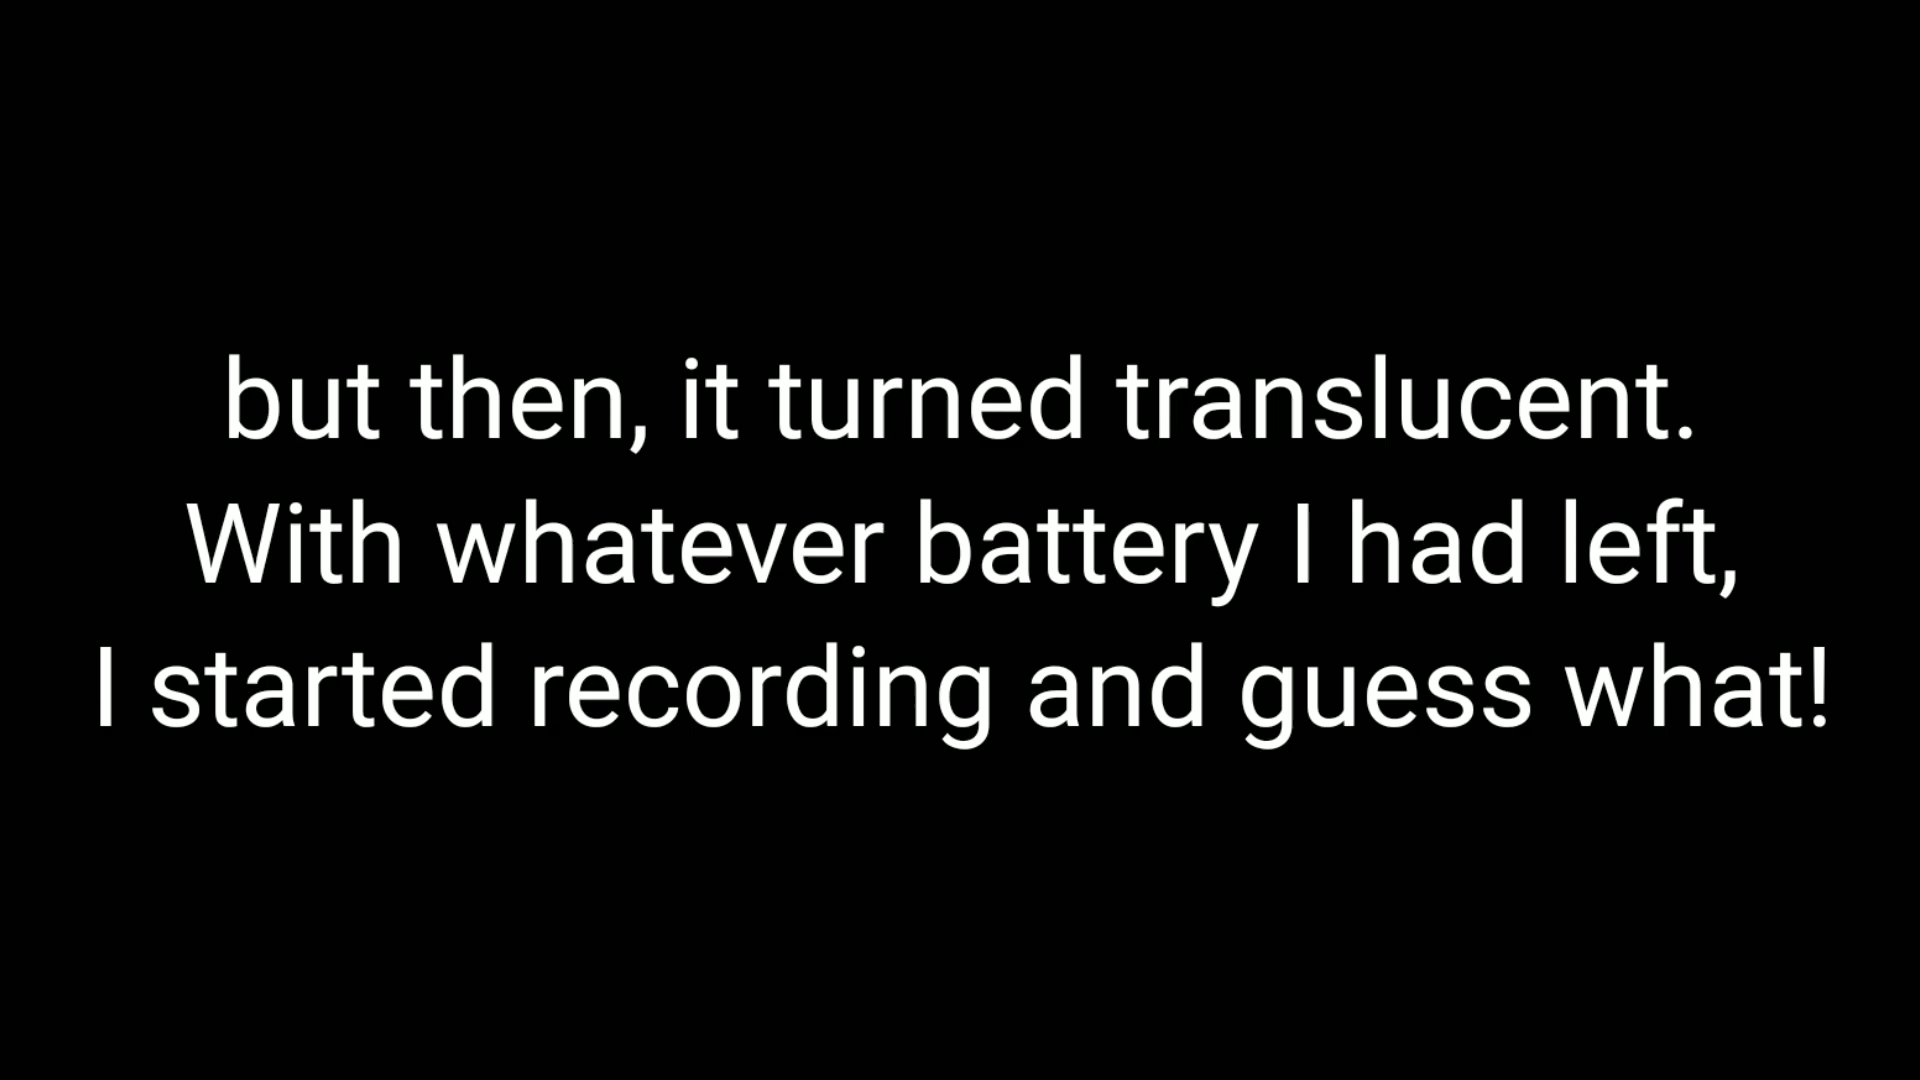 but then, it turned translucent.
With whatever battery I had left,
I started recording and guess what!